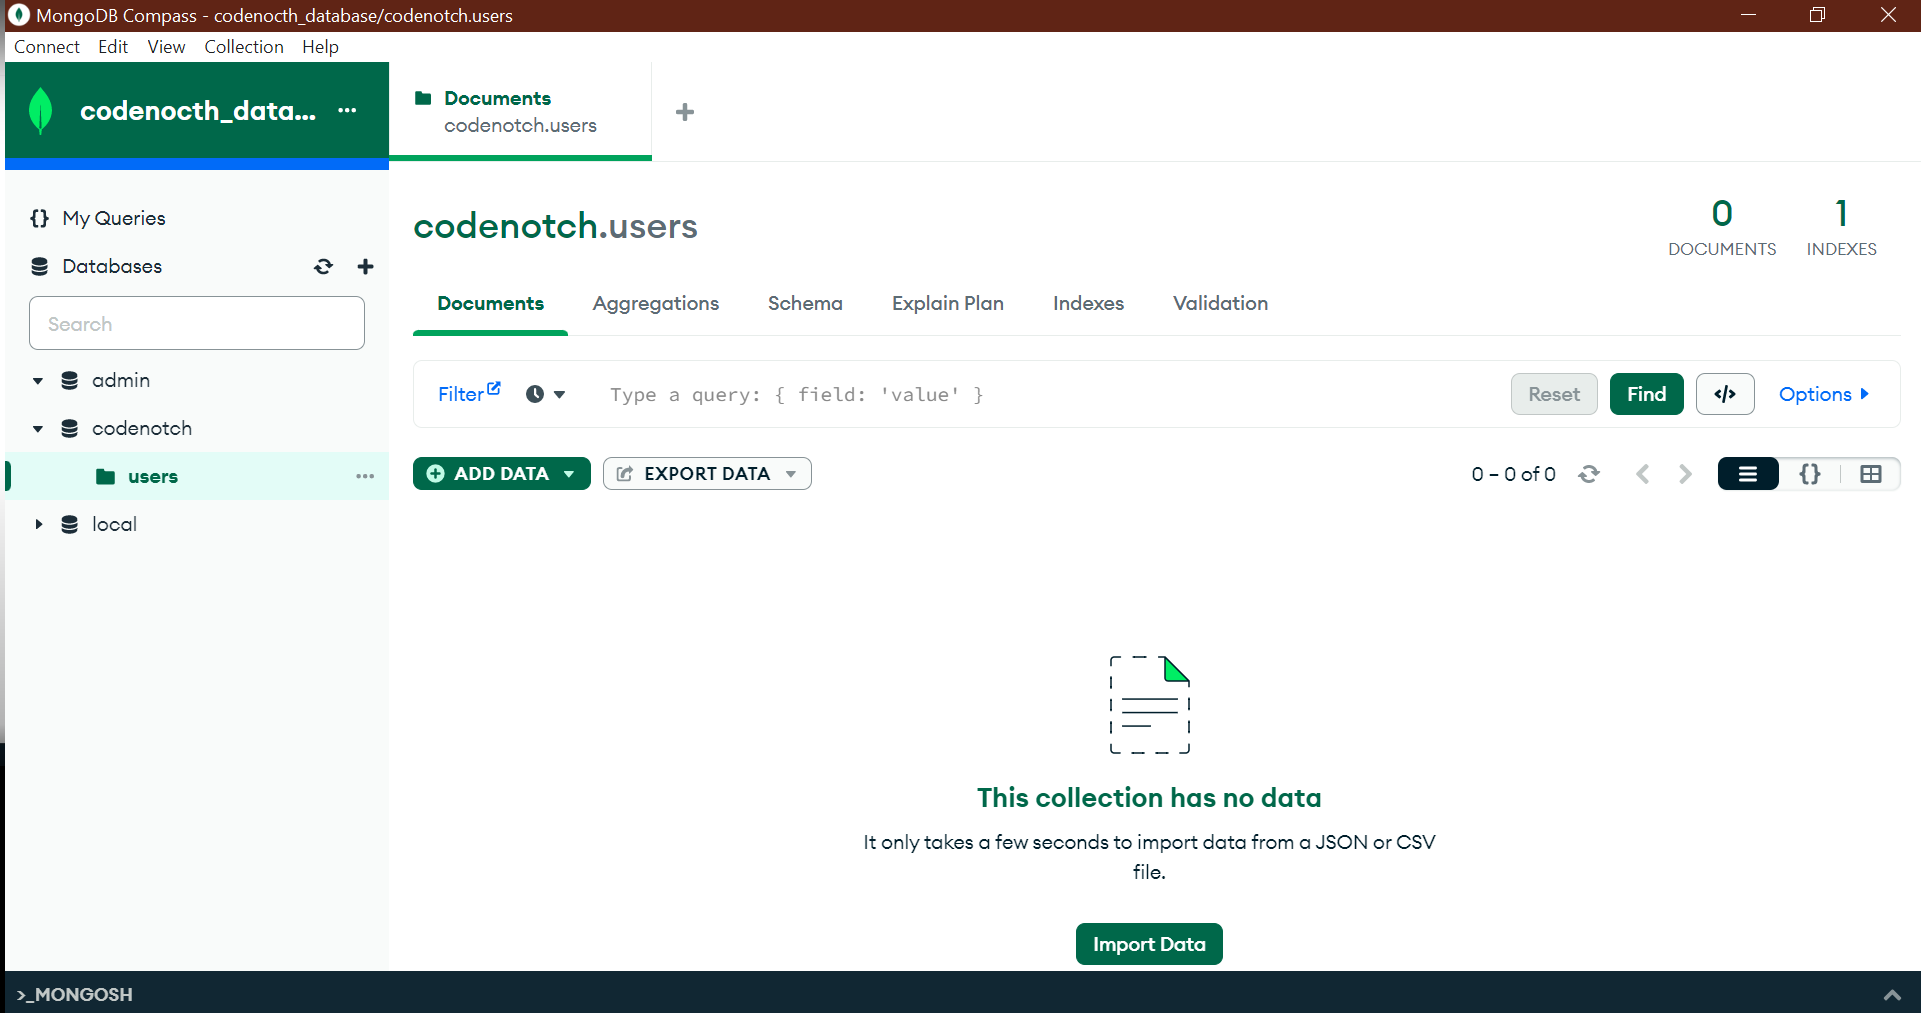 MongoDB Compass - codenocth_database/codenotch.users
Connect Edit View Collection Help
codenocth_data... ...
Documents
codenotch.users
+
{} My Queries
Databases
Search
admin
codenotch
users ...
local
codenotch.users
0
DOCUMENTS
1
INDEXES
Documents Aggregations Schema Explain Plan Indexes Validation
Filter Type a query: { field: 'value' } Reset Find </> Options
ADD DATA EXPORT DATA 0 – 0 of 0 {}
This collection has no data
It only takes a few seconds to import data from a JSON or CSV
file.
Import Data
>_MONGOSH